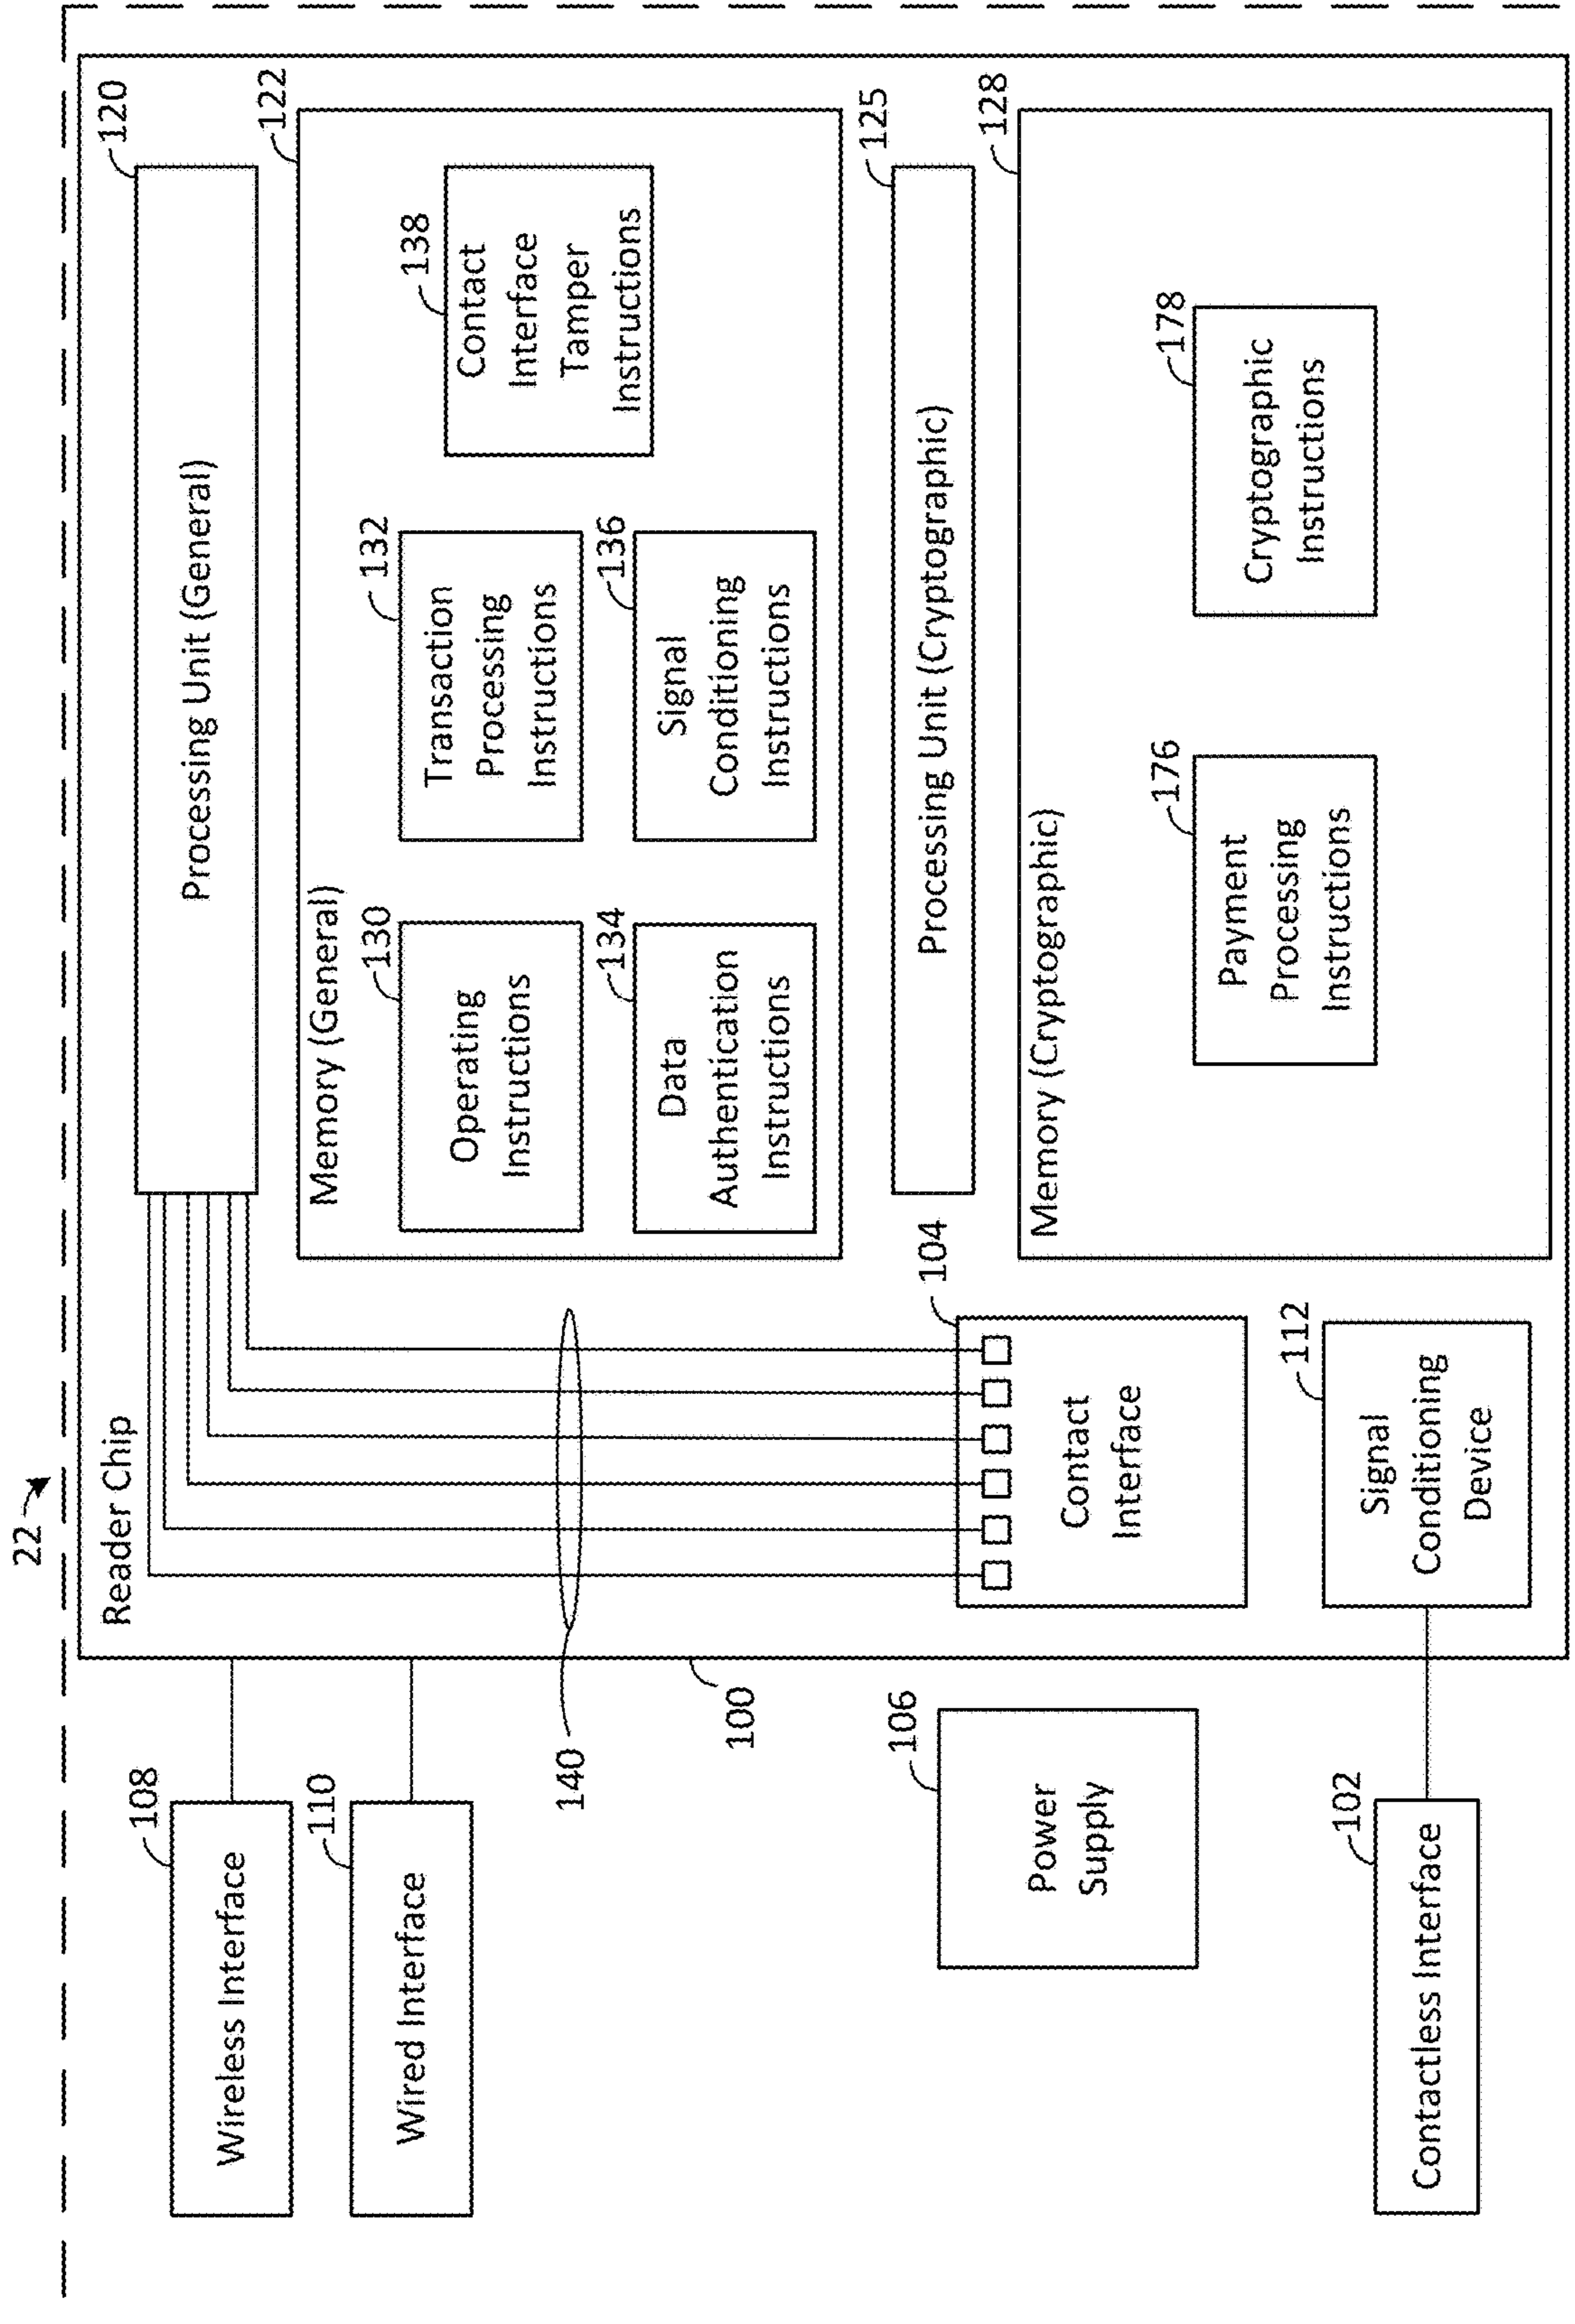 22
Reader Chip
120
Processing Unit (General)
108
Wireless Interface
110
Wired Interface
140
100
122
Memory (General)
130
Operating
Instructions
132
Transaction
Processing
Instructions
138
Contact
Interface
Tamper
Instructions
134
Data
Authentication
Instructions
136
Signal
Conditioning
Instructions
125
Processing Unit (Cryptographic)
106
Power
Supply
104
Contact
Interface
128
Memory (Cryptographic)
176
Payment
Processing
Instructions
178
Cryptographic
Instructions
102
Contactless Interface
112
Signal
Conditioning
Device